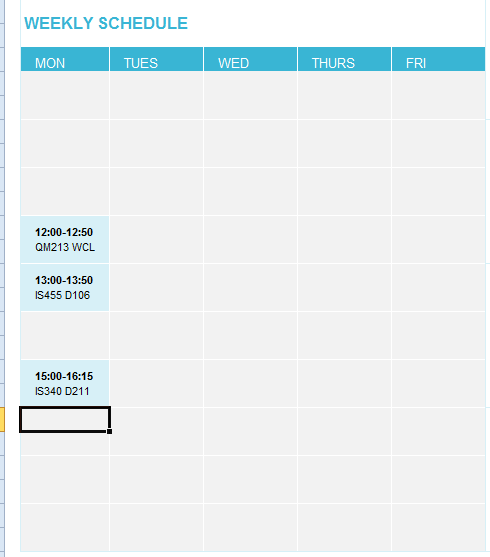 WEEKLY SCHEDULE
MON TUES WED THURS FRI
12:00-12:50
QM213 WCL
13:00-13:50
IS455 D106
15:00-16:15
IS340 D211